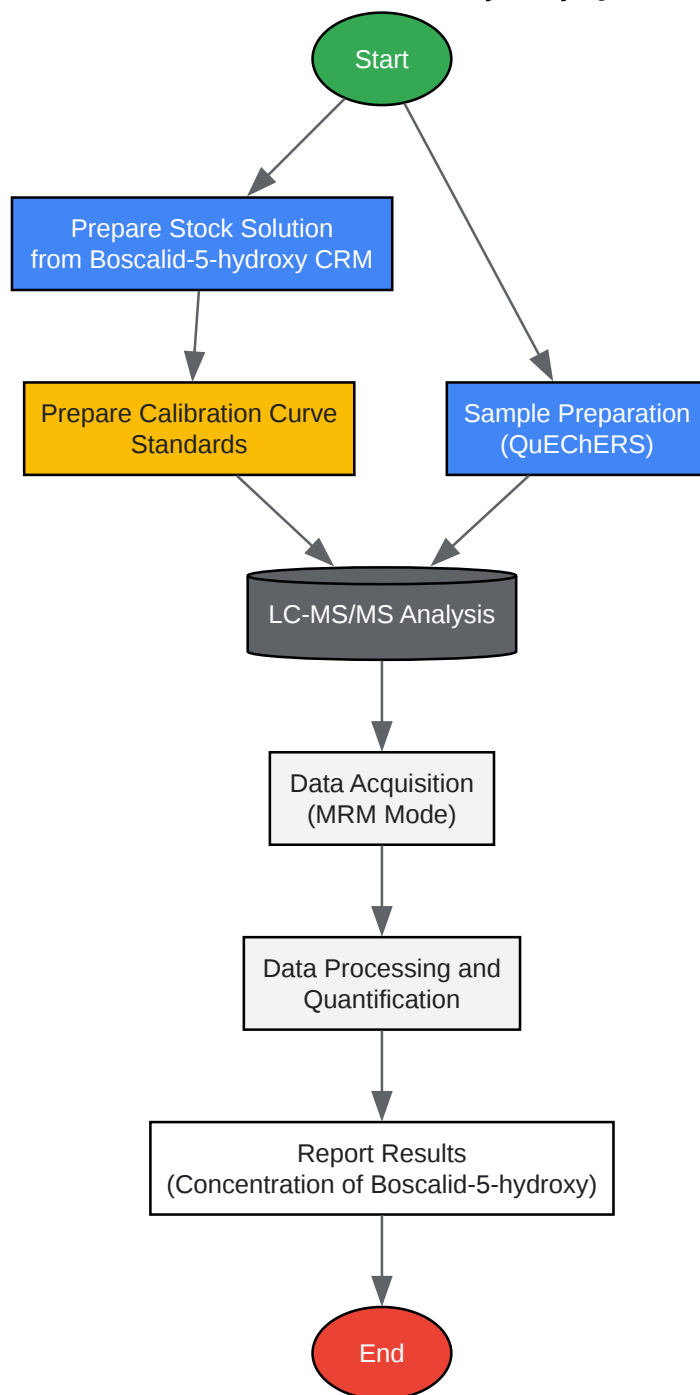 Start
Prepare Stock Solution
from Boscalid-5-hydroxy CRM
Prepare Calibration Curve
Standards
Sample Preparation
(QuEChERS)
LC-MS/MS Analysis
Data Acquisition
(MRM Mode)
Data Processing and
Quantification
Report Results
(Concentration of Boscalid-5-hydroxy)
End